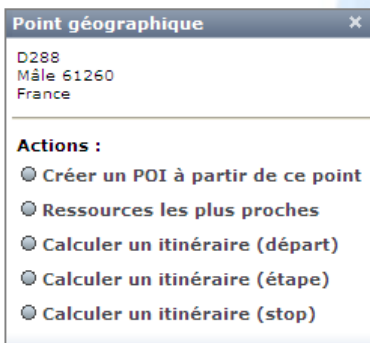 Point géographique
D288
Mâle 61260
France
Actions :
Créer un POI à partir de ce point
Ressources les plus proches
Calculer un itinéraire (départ)
Calculer un itinéraire (étape)
Calculer un itinéraire (stop)